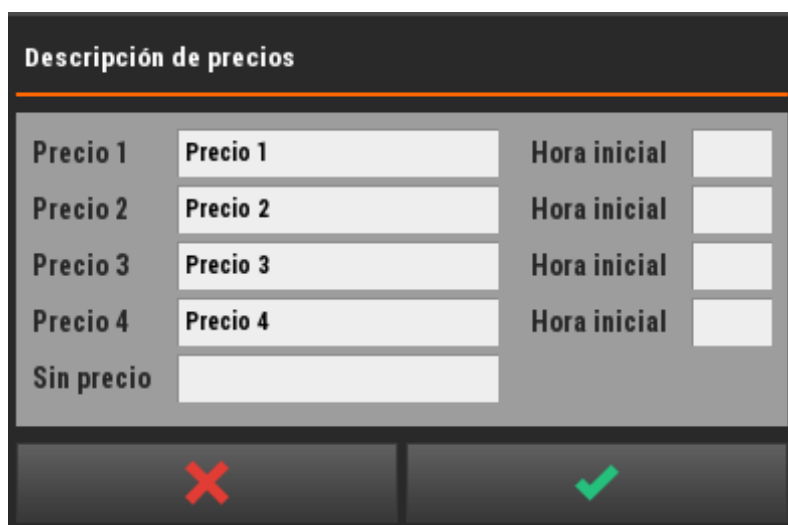 Descripción de precios
Precio 1 Precio 1 Hora inicial
Precio 2 Precio 2 Hora inicial
Precio 3 Precio 3 Hora inicial
Precio 4 Precio 4 Hora inicial
Sin precio